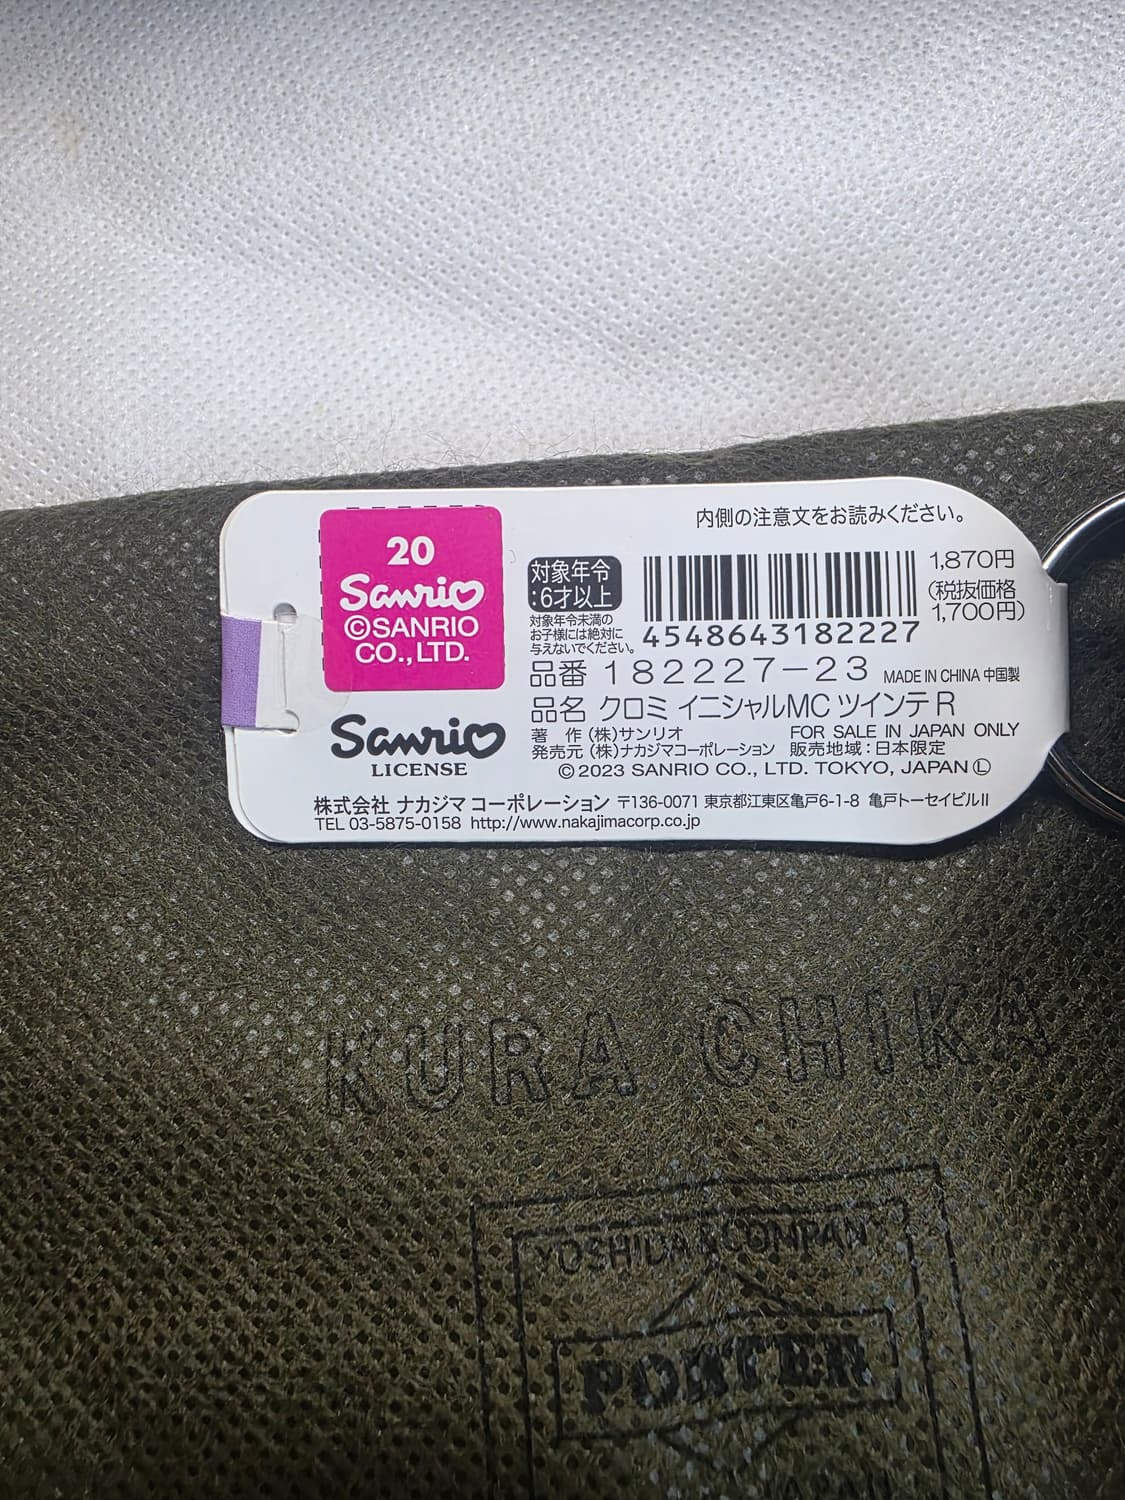 内側の注意文をお読みください。
20
Sanrio
©SANRIO
CO.,LTD.
Sanrio
LICENSE
対象年令
:6才以上
対象年令未満の
お子様には絶対に
与えないでください。
4548643182227
1,870円
(税抜価格
1,700円)
品番 182227-23 MADE IN CHINA 中国製
品名 クロミ イニシャルMC ツインテ R
著 作 (株)サンリオ FOR SALE IN JAPAN ONLY
発売元 (株)ナカジマコーポレーション 販売地域:日本限定
©2023 SANRIO CO., LTD. TOKYO, JAPAN Ⓛ
株式会社 ナカジマ コーポレーション 〒136-0071 東京都江東区亀戸6-1-8 亀戸トーセイビルII
TEL 03-5875-0158 http://www.nakajimacorp.co.jp
KURA CHIKA
YOSHIDA & COMPANY
PORTER